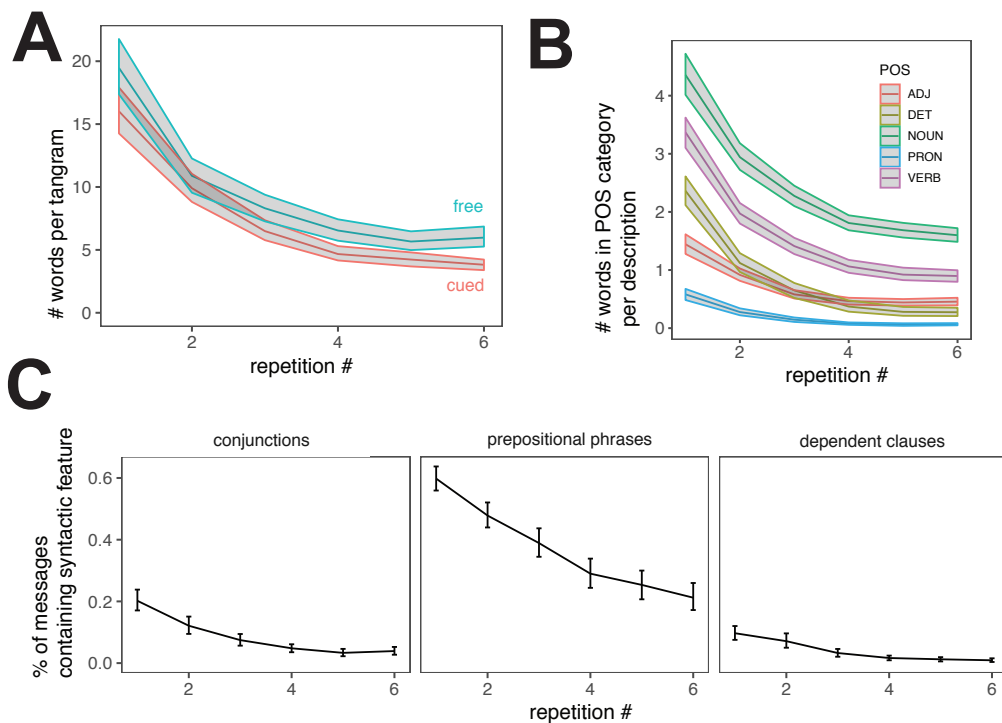 A
# words per tangram
20
15
10
5
0
free
cued
2
4
6
repetition #
B
# words in POS category
per description
4
3
2
1
0
POS
ADJ
DET
NOUN
PRON
VERB
2
4
6
repetition #
C
% of messages
containing syntactic feature
conjunctions
prepositional phrases
dependent clauses
0.6
0.4
0.2
0.0
2
4
6
2
4
6
2
4
6
repetition #